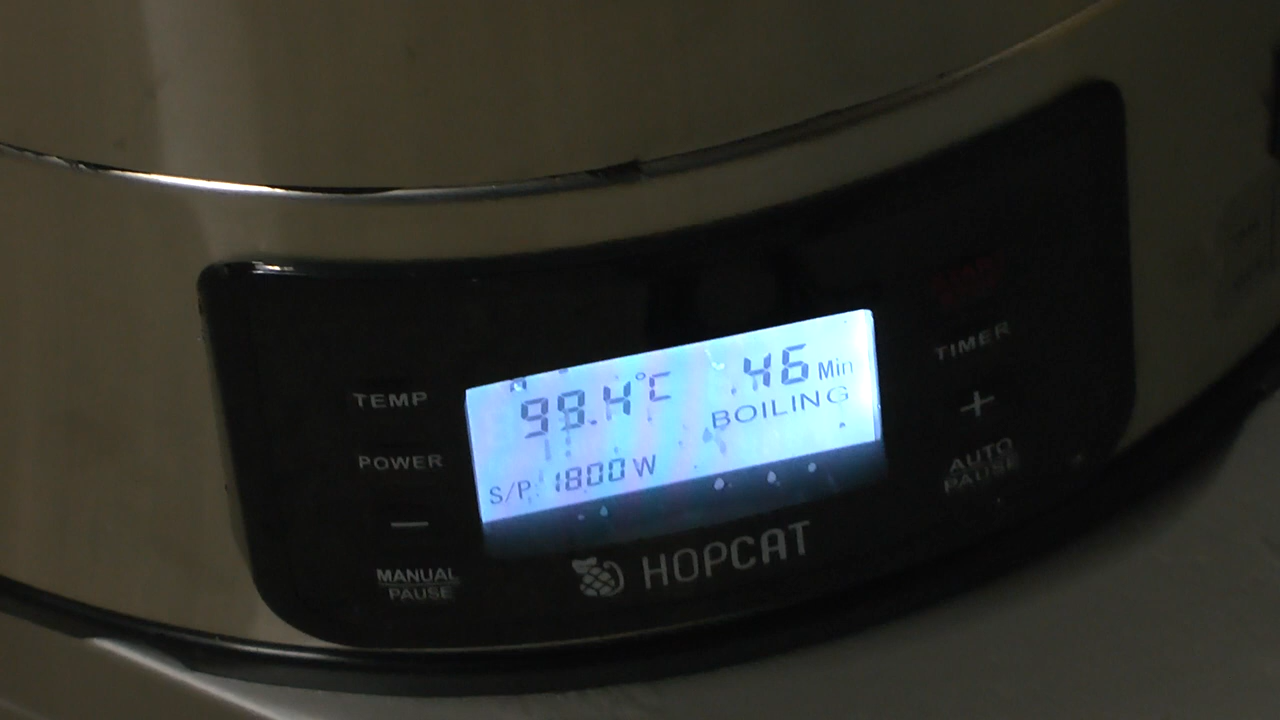 TEMP
POWER
—
MANUAL
PAUSE
98.4°C
46 Min
BOILING
S/P 1800 W
HOPCAT
TIMER
+
AUTO
PAUSE